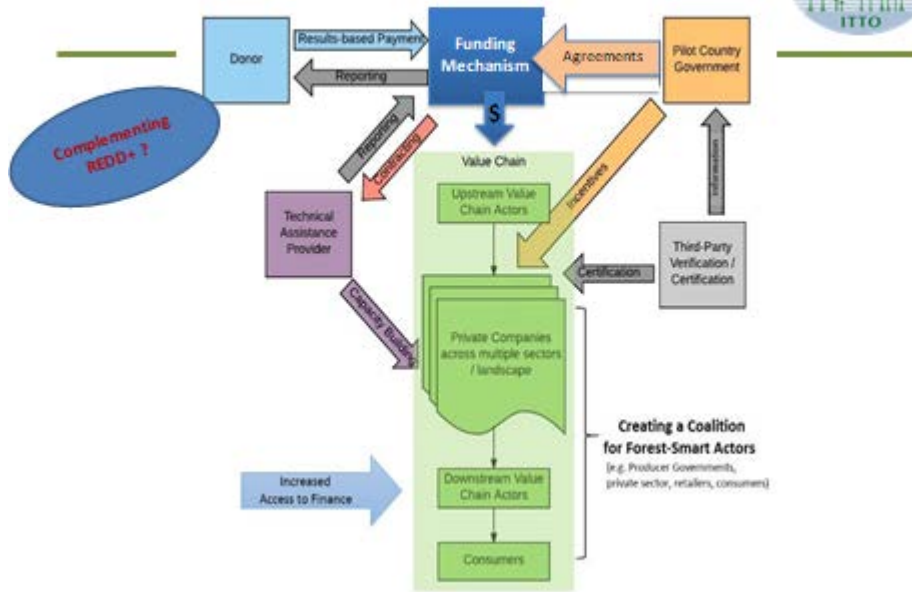 ITTO
Donor
Results-based Payment
Reporting
Funding
Mechanism
Agreements
Pilot Country
Government
Complementing
REDD+ ?
Reporting
Contracting
$
Value Chain
Upstream Value
Chain Actors
Incentives
Information
Technical
Assistance
Provider
Third-Party
Verification /
Certification
Certification
Capacity Building
Private Companies
across multiple sectors
/ landscape
Creating a Coalition
for Forest-Smart Actors
(e.g. Producer Governments,
private sector, retailers, consumers)
Increased
Access to Finance
Downstream Value
Chain Actors
Consumers